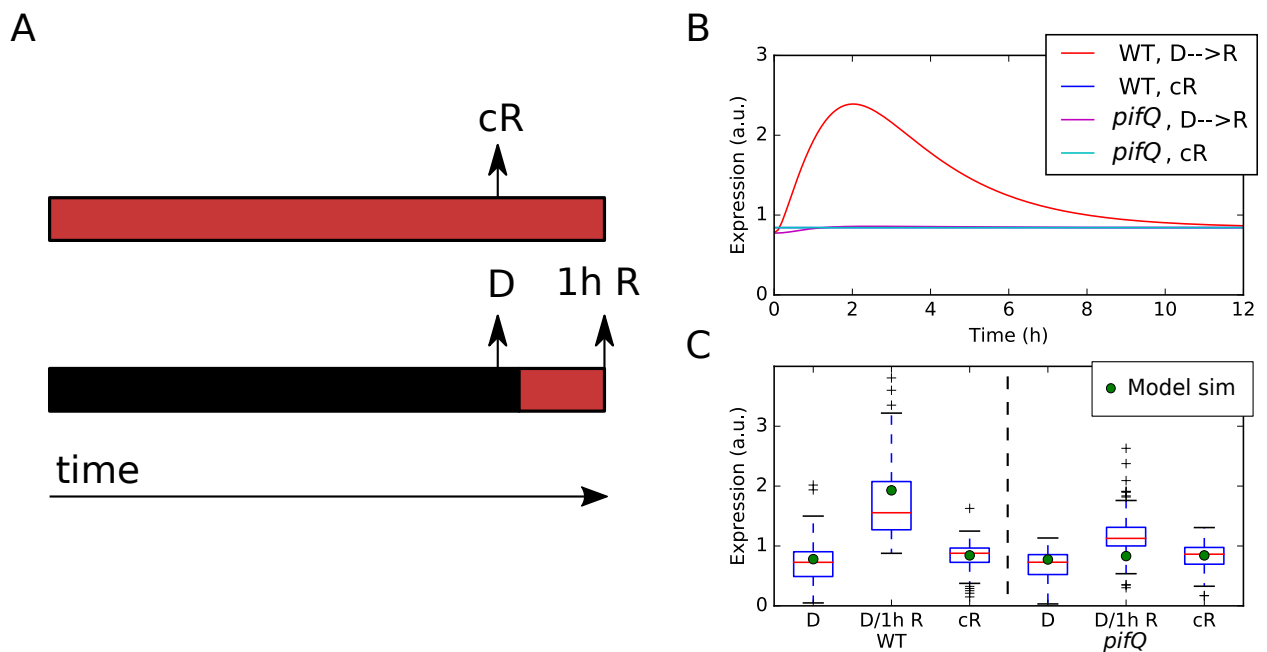 A
cR
D
1h R
time
B
3
2
1
0
Expression (a.u.)
WT, D-->R
WT, cR
pifQ , D-->R
pifQ , cR
0 2 4 6 8 10 12
Time (h)
C
3
2
1
0
Expression (a.u.)
Model sim
D D/1h R cR D D/1h R cR
WT pifQ